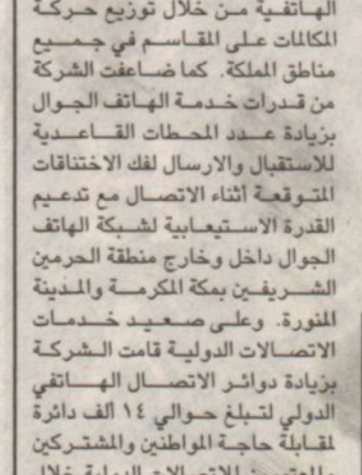 الهاتفية من خلال توزيع حركة
المكالمات على المقاسم في جميع
مناطق المملكة. كما ضاعفت الشركة
من قدرات خدمة الهاتف الجوال
بزيادة عدد المحطات القاعدية
للاستقبال والارسال لفك الاختناقات
المتوقعة أثناء الاتصال مع تدعيم
القدرة الاستيعابية لشبكة الهاتف
الجوال داخل وخارج منطقة الحرمين
الشريفين بمكة المكرمة والمدينة
المنورة. وعلى صعيد خدمات
الاتصالات الدولية قامت الشركة
بزيادة دوائر الاتصال الهاتفي
الدولي لتبلغ حوالي ١٤ ألف دائرة
لمقابلة حاجة المواطنين والمشتركين
الدولية خلال